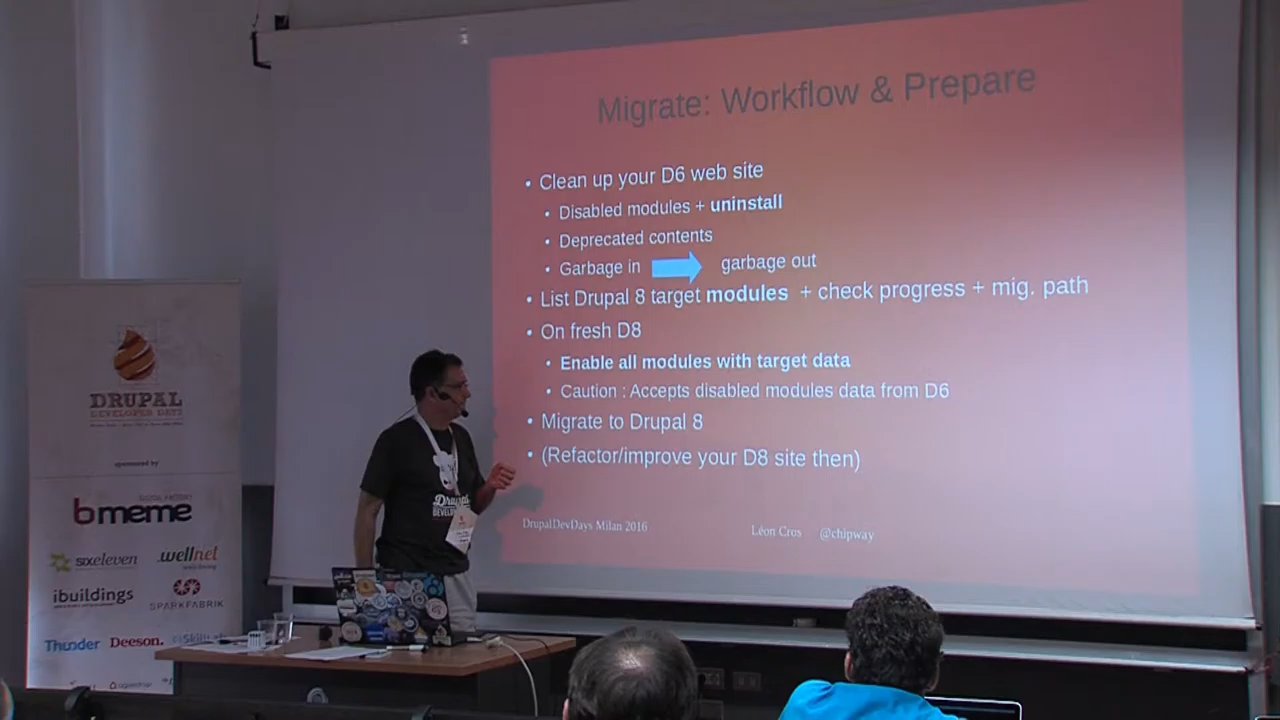 Migrate: Workflow & Prepare
• Clean up your D6 web site
• Disabled modules + uninstall
• Deprecated contents
• Garbage in garbage out
• List Drupal 8 target modules + check progress + mig. path
• On fresh D8
• Enable all modules with target data
• Caution : Accepts disabled modules data from D6
• Migrate to Drupal 8
• (Refactor/improve your D8 site then)
DrupalDevDays Milan 2016 Léon Cros @chipway
DRUPAL
DEVELOPER DAYS
sponsored by
bmeme
sixeleven .wellnet
ibuildings SPARKFABRIK
Thunder Deeson.
Drupal